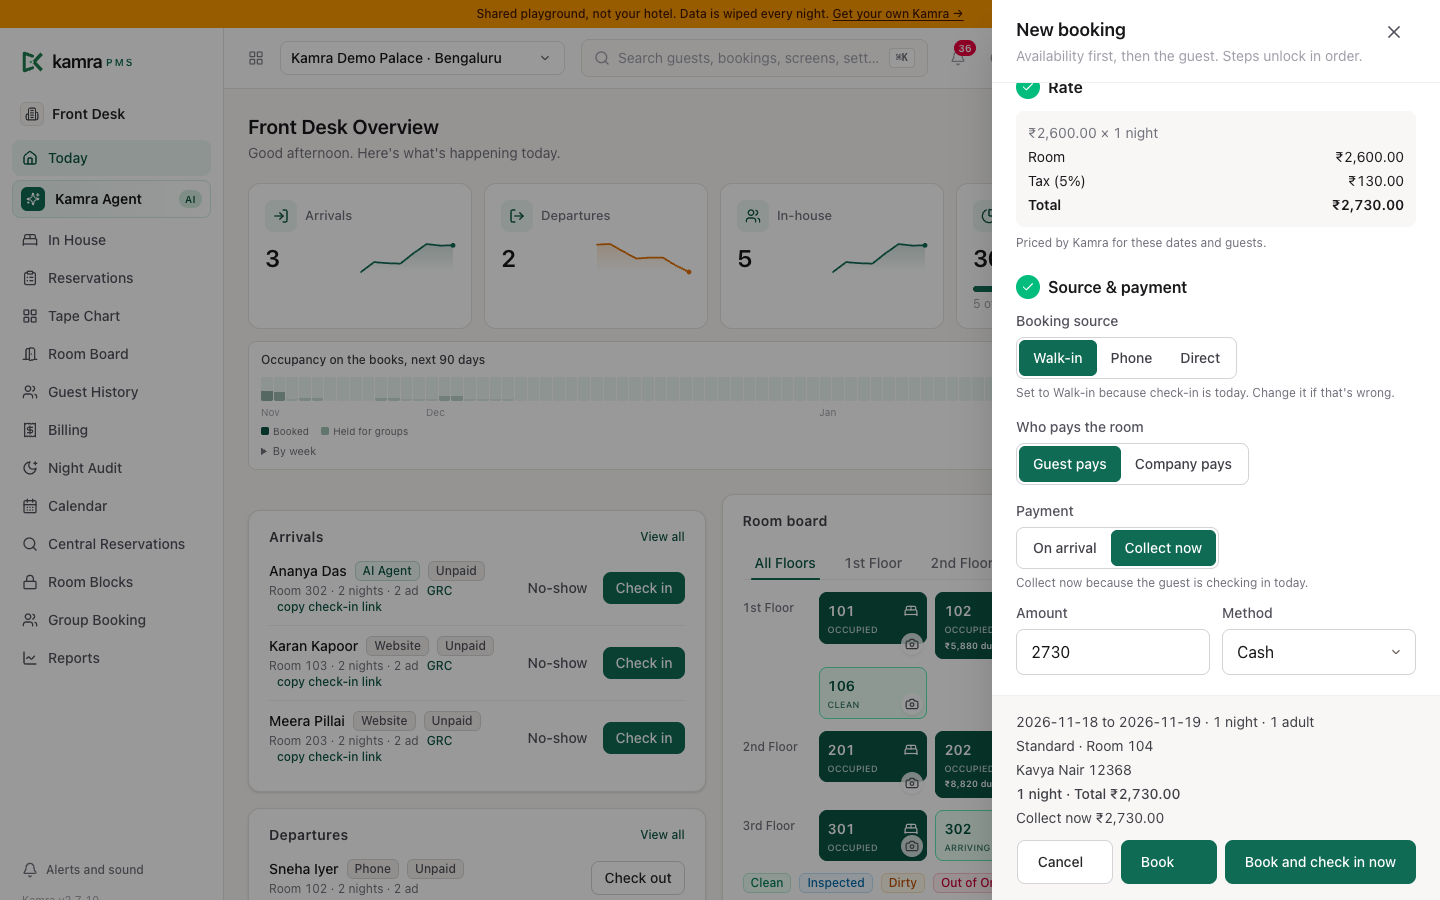 Shared playground, not your hotel. Data is wiped every night. Get your own Kamra →
kamra PMS
Front Desk
Today
Kamra Agent AI
In House
Reservations
Tape Chart
Room Board
Guest History
Billing
Night Audit
Calendar
Central Reservations
Room Blocks
Group Booking
Reports
Alerts and sound
Kamra Demo Palace · Bengaluru
Search guests, bookings, screens, sett... ⌘K
36
Front Desk Overview
Good afternoon. Here's what's happening today.
Arrivals
3
Departures
2
In-house
5
Occupancy on the books, next 90 days
Nov Dec Jan
Booked Held for groups
By week
Arrivals View all
Ananya Das AI Agent Unpaid
Room 302 · 2 nights · 2 ad GRC
copy check-in link
No-show Check in
Karan Kapoor Website Unpaid
Room 103 · 2 nights · 2 ad GRC
copy check-in link
No-show Check in
Meera Pillai Website Unpaid
Room 203 · 2 nights · 2 ad GRC
copy check-in link
No-show Check in
Departures View all
Sneha Iyer Phone Unpaid
Room 102 · 2 nights · 2 ad
Check out
Room board
All Floors 1st Floor 2nd Floor
1st Floor
101
OCCUPIED
102
OCCUPIED
₹5,880 du
106
CLEAN
2nd Floor
201
OCCUPIED
202
OCCUPIED
₹8,820 du
3rd Floor
301
OCCUPIED
302
ARRIVING
Clean Inspected Dirty Out of Or
New booking
Availability first, then the guest. Steps unlock in order.
Rate
₹2,600.00 × 1 night
Room ₹2,600.00
Tax (5%) ₹130.00
Total ₹2,730.00
Priced by Kamra for these dates and guests.
Source & payment
Booking source
Walk-in Phone Direct
Set to Walk-in because check-in is today. Change it if that's wrong.
Who pays the room
Guest pays Company pays
Payment
On arrival Collect now
Collect now because the guest is checking in today.
Amount Method
2730 Cash
2026-11-18 to 2026-11-19 · 1 night · 1 adult
Standard · Room 104
Kavya Nair 12368
1 night · Total ₹2,730.00
Collect now ₹2,730.00
Cancel Book Book and check in now